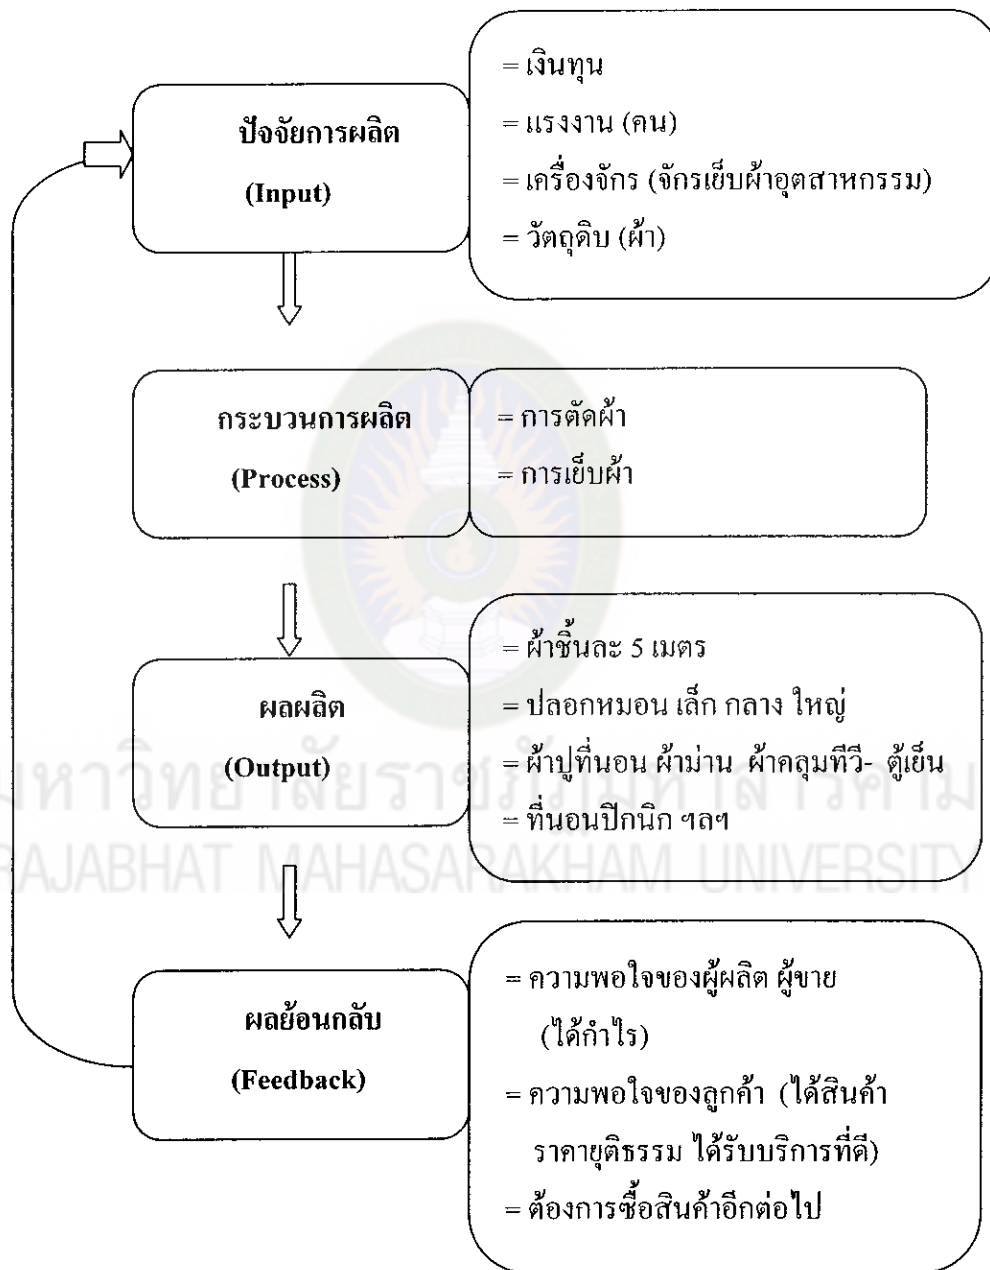 ปัจจัยการผลิต
(Input)
= เงินทุน
= แรงงาน (คน)
= เครื่องจักร (จักรเย็บผ้าอุตสาหกรรม)
= วัตถุดิบ (ผ้า)
กระบวนการผลิต
(Process)
= การตัดผ้า
= การเย็บผ้า
ผลผลิต
(Output)
= ผ้าชิ้นละ 5 เมตร
= ปลอกหมอน เล็ก กลาง ใหญ่
= ผ้าปูที่นอน ผ้าม่าน ผ้าคลุมทีวี- ตู้เย็น
= ที่นอนปิกนิก ฯลฯ
มหาวิทยาลัยราชภัฏมหาสารคาม
RAJABHAT MAHASARAKHAM UNIVERSITY
ผลย้อนกลับ
(Feedback)
= ความพอใจของผู้ผลิต ผู้ขาย
(ได้กำไร)
= ความพอใจของลูกค้า (ได้สินค้า
ราคายุติธรรม ได้รับบริการที่ดี)
= ต้องการซื้อสินค้าอีกต่อไป